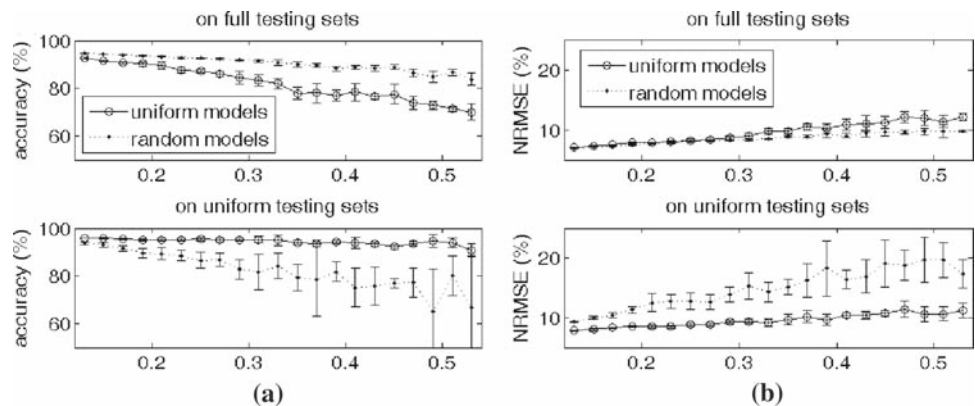 on full testing sets
accuracy (%)
100
80
60
uniform models
random models
0.2 0.3 0.4 0.5
on uniform testing sets
accuracy (%)
100
80
60
0.2 0.3 0.4 0.5
(a)
on full testing sets
NRMSE (%)
20
10
uniform models
random models
0.2 0.3 0.4 0.5
on uniform testing sets
NRMSE (%)
20
10
0.2 0.3 0.4 0.5
(b)